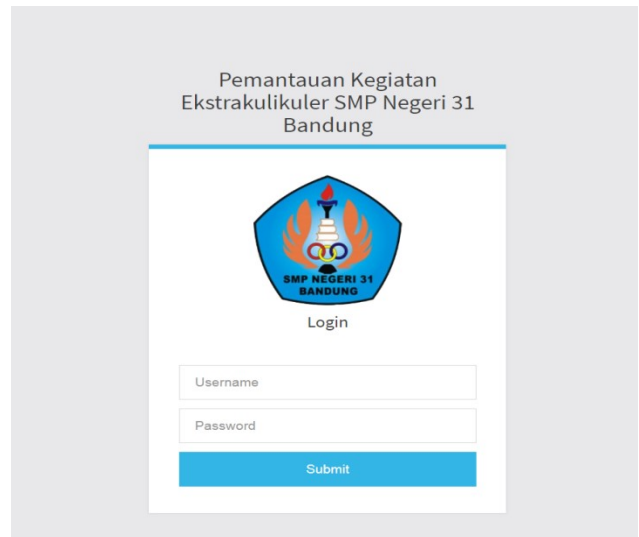 Pemantauan Kegiatan
Ekstrakulikuler SMP Negeri 31
Bandung
SMP NEGERI 31
BANDUNG
Login
Username
Password
Submit